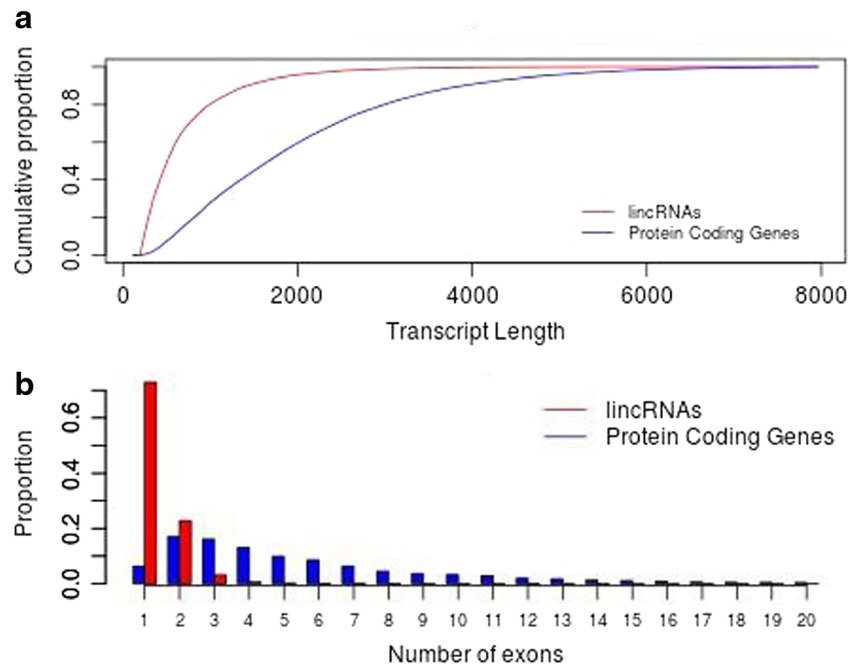 a
Cumulative proportion
0.8
0.4
0.0
lincRNAs
Protein Coding Genes
0 2000 4000 6000 8000
Transcript Length
b
Proportion
0.6
0.4
0.2
0.0
lincRNAs
Protein Coding Genes
1 2 3 4 5 6 7 8 9 10 11 12 13 14 15 16 17 18 19 20
Number of exons